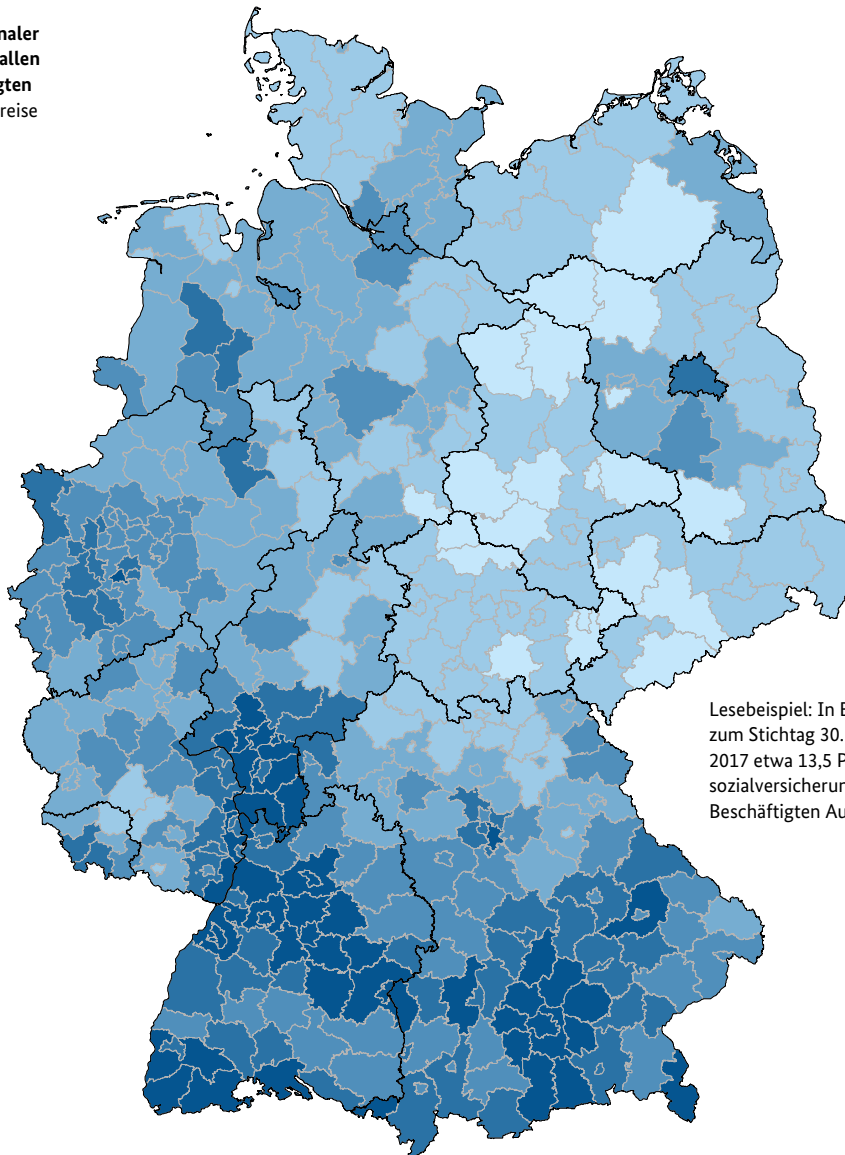 naler
allen
gten
reise
Lesebeispiel: In B
zum Stichtag 30.
2017 etwa 13,5 P
sozialversicherun
Beschäftigten Au